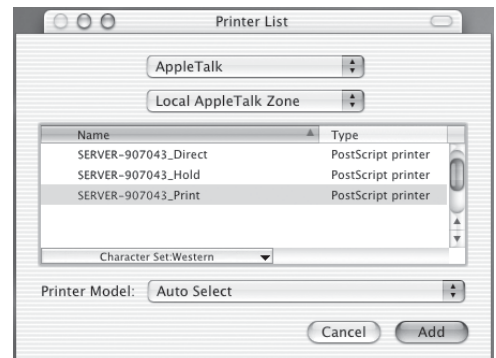 Printer List
AppleTalk
Local AppleTalk Zone
Name Type
SERVER-907043_Direct PostScript printer
SERVER-907043_Hold PostScript printer
SERVER-907043_Print PostScript printer
Character Set:Western
Printer Model: Auto Select
Cancel Add